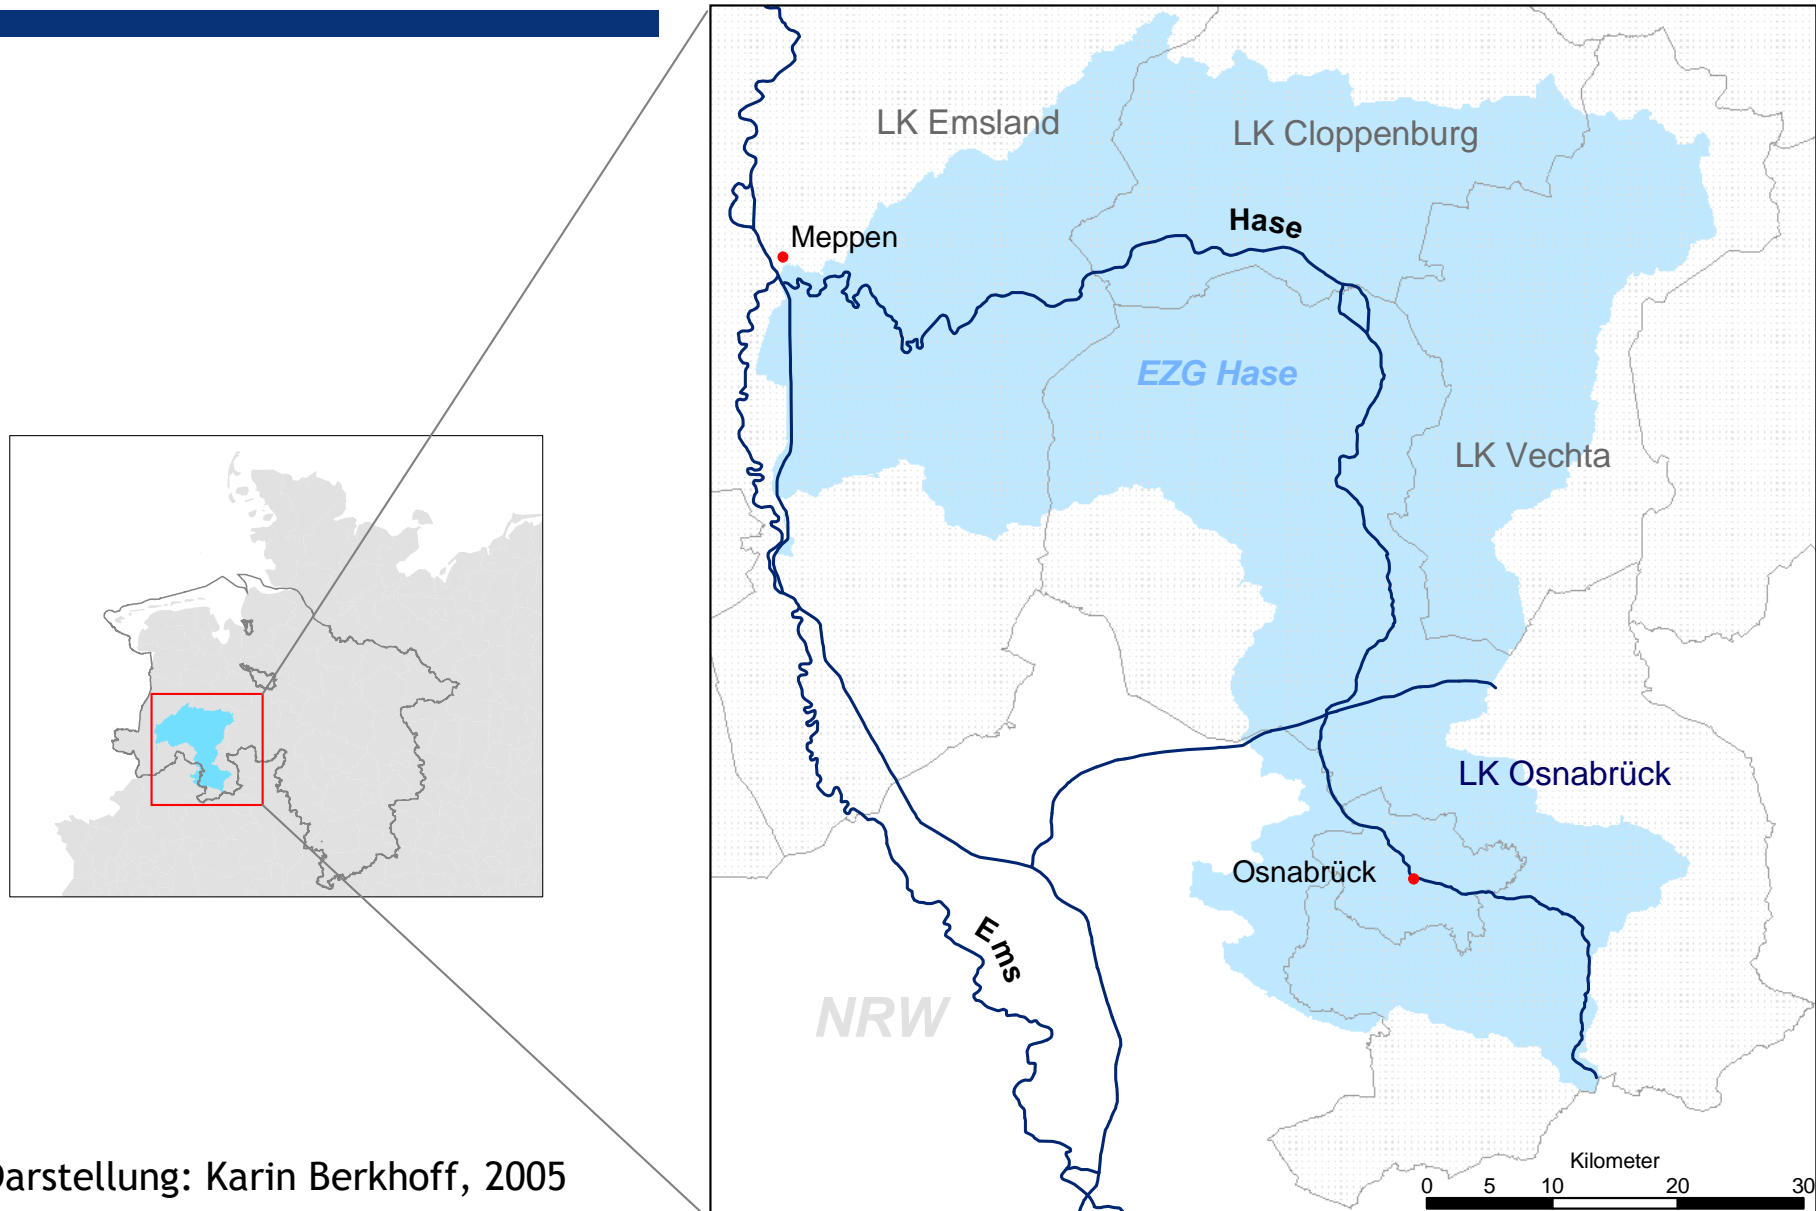 LK Emsland
LK Cloppenburg
Hase
Meppen
EZG Hase
LK Vechta
LK Osnabrück
Osnabrück
Ems
NRW
Darstellung: Karin Berkhoff, 2005
Kilometer
0 5 10 20 30